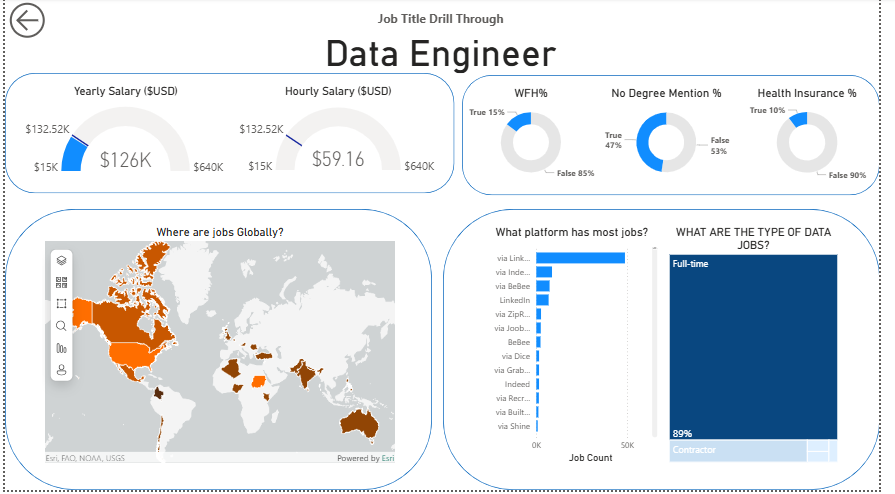 Job Title Drill Through
Data Engineer
Yearly Salary ($USD)
$132.52K
$15K
$126K
$640K
Hourly Salary ($USD)
$132.52K
$15K
$59.16
$640K
WFH%
True 15%
False 85%
No Degree Mention %
True
47%
False
53%
Health Insurance %
True 10%
False 90%
Where are jobs Globally?
Esri, FAO, NOAA, USGS
Powered by Esri
What platform has most jobs?
via Link...
via Inde...
via BeBee
LinkedIn
via ZipR...
via Joob...
BeBee
via Dice
via Grab...
Indeed
via Recr...
via Built...
via Shine
0K
50K
Job Count
WHAT ARE THE TYPE OF DATA
JOBS?
Full-time
89%
Contractor